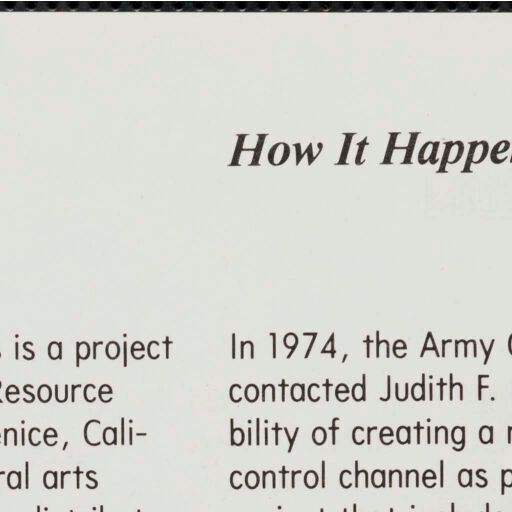 How It Happe
is a project
Resource
enice, Cali-
ral arts
In 1974, the Army
contacted Judith F.
bility of creating a
control channel as p